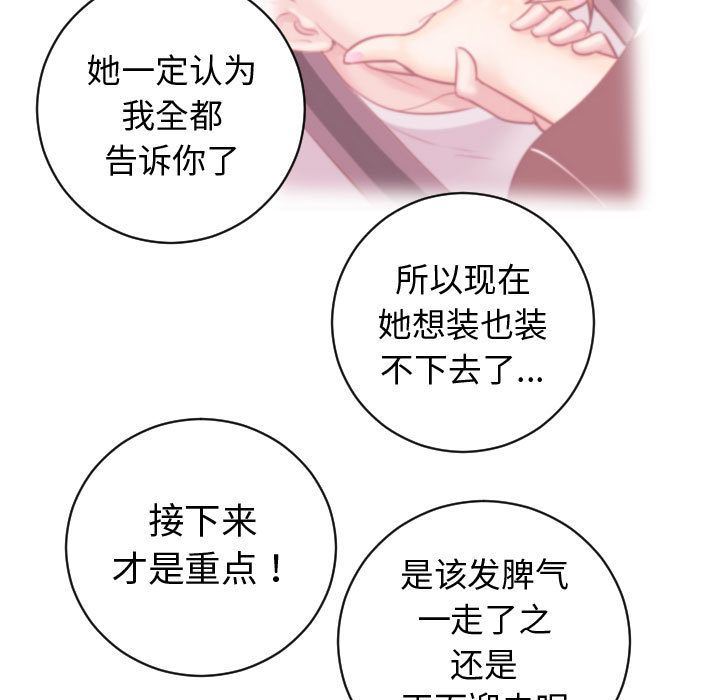 她一定认为
我全都
告诉你了
所以现在
她想装也装
不下去了...
接下来
才是重点！
是该发脾气
一走了之
还是